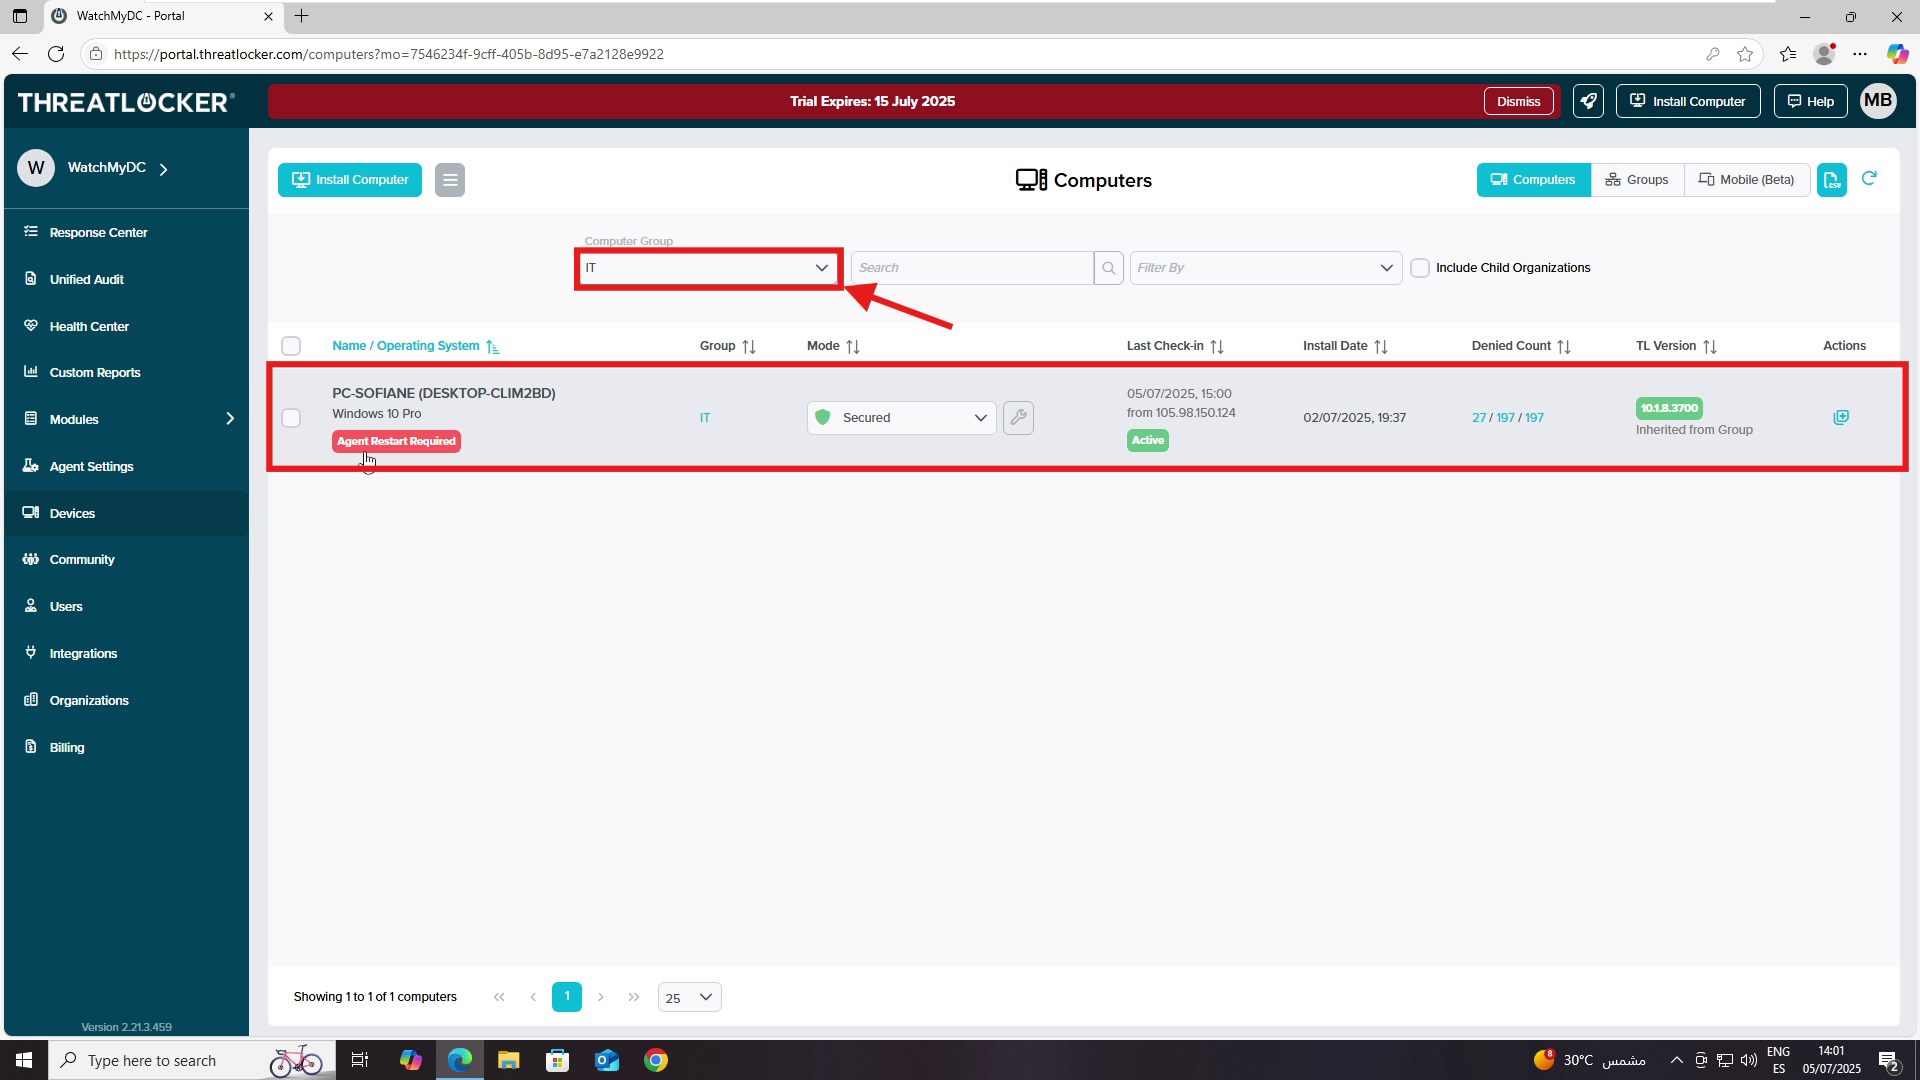 WatchMyDC - Portal
https://portal.threatlocker.com/computers?mo=7546234f-9cff-405b-8d95-e7a2128e9922
THREATLOCKER®
Trial Expires: 15 July 2025
Dismiss
Install Computer
Help
MB
W
WatchMyDC
Install Computer
Computers
Computers
Groups
Mobile (Beta)
CSV
Computer Group
IT
Search
Filter By
Include Child Organizations
Response Center
Unified Audit
Health Center
Custom Reports
Modules
Agent Settings
Devices
Community
Users
Integrations
Organizations
Billing
Version 2.21.3.459
Name / Operating System
Group
Mode
Last Check-in
Install Date
Denied Count
TL Version
Actions
PC-SOFIANE (DESKTOP-CLIM2BD)
Windows 10 Pro
Agent Restart Required
IT
Secured
05/07/2025, 15:00
from 105.98.150.124
Active
02/07/2025, 19:37
27 / 197 / 197
10.1.8.3700
Inherited from Group
Showing 1 to 1 of 1 computers
1
25
Type here to search
8
30°C مشمس
ENG
ES
14:01
05/07/2025
2